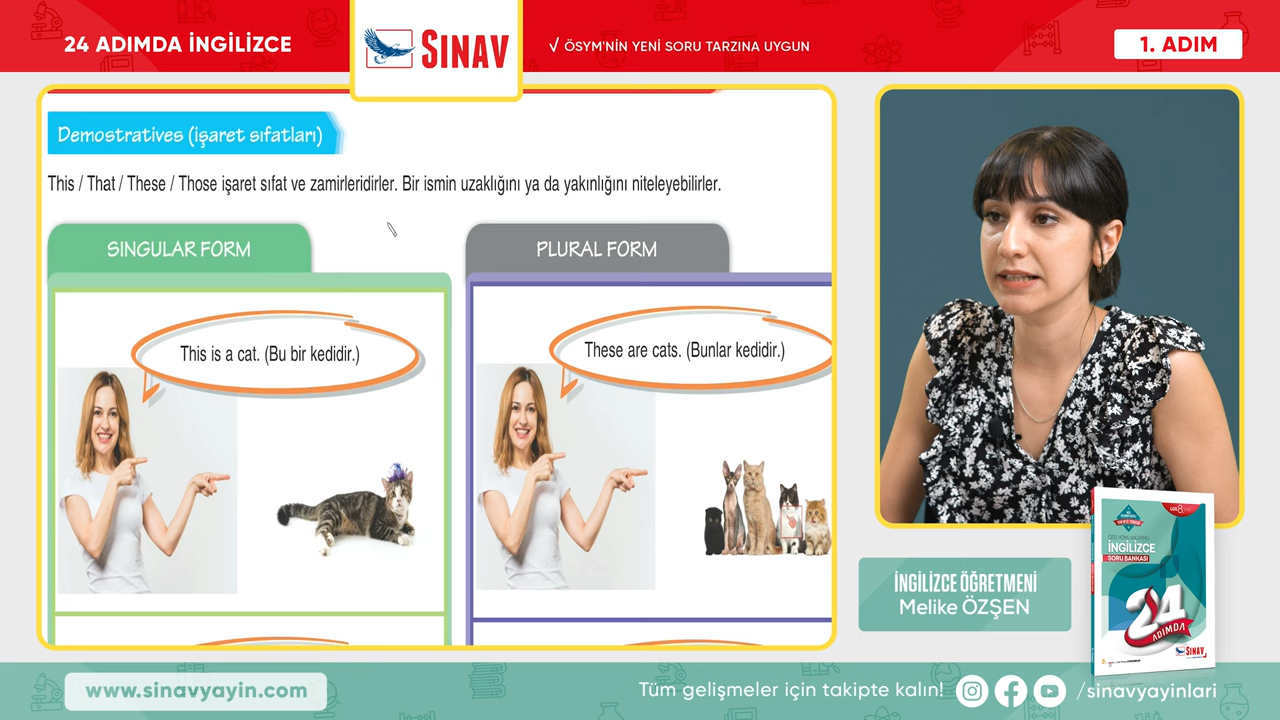 24 ADIMDA İNGİLİZCE
SINAV
√ ÖSYM'NİN YENİ SORU TARZINA UYGUN
1. ADIM
Demostratives (işaret sıfatları)
This / That / These / Those işaret sıfat ve zamirleridirler. Bir ismin uzaklığını ya da yakınlığını niteleyebilirler.
SINGULAR FORM
PLURAL FORM
This is a cat. (Bu bir kedidir.)
These are cats. (Bunlar kedidir.)
İNGİLİZCE ÖĞRETMENİ
Melike ÖZŞEN
LGS 8
İNGİLİZCE
SORU BANKASI
24
ADIMDA
SINAV
www.sinavyayin.com
Tüm gelişmeler için takipte kalın!
/sinavyayinlari